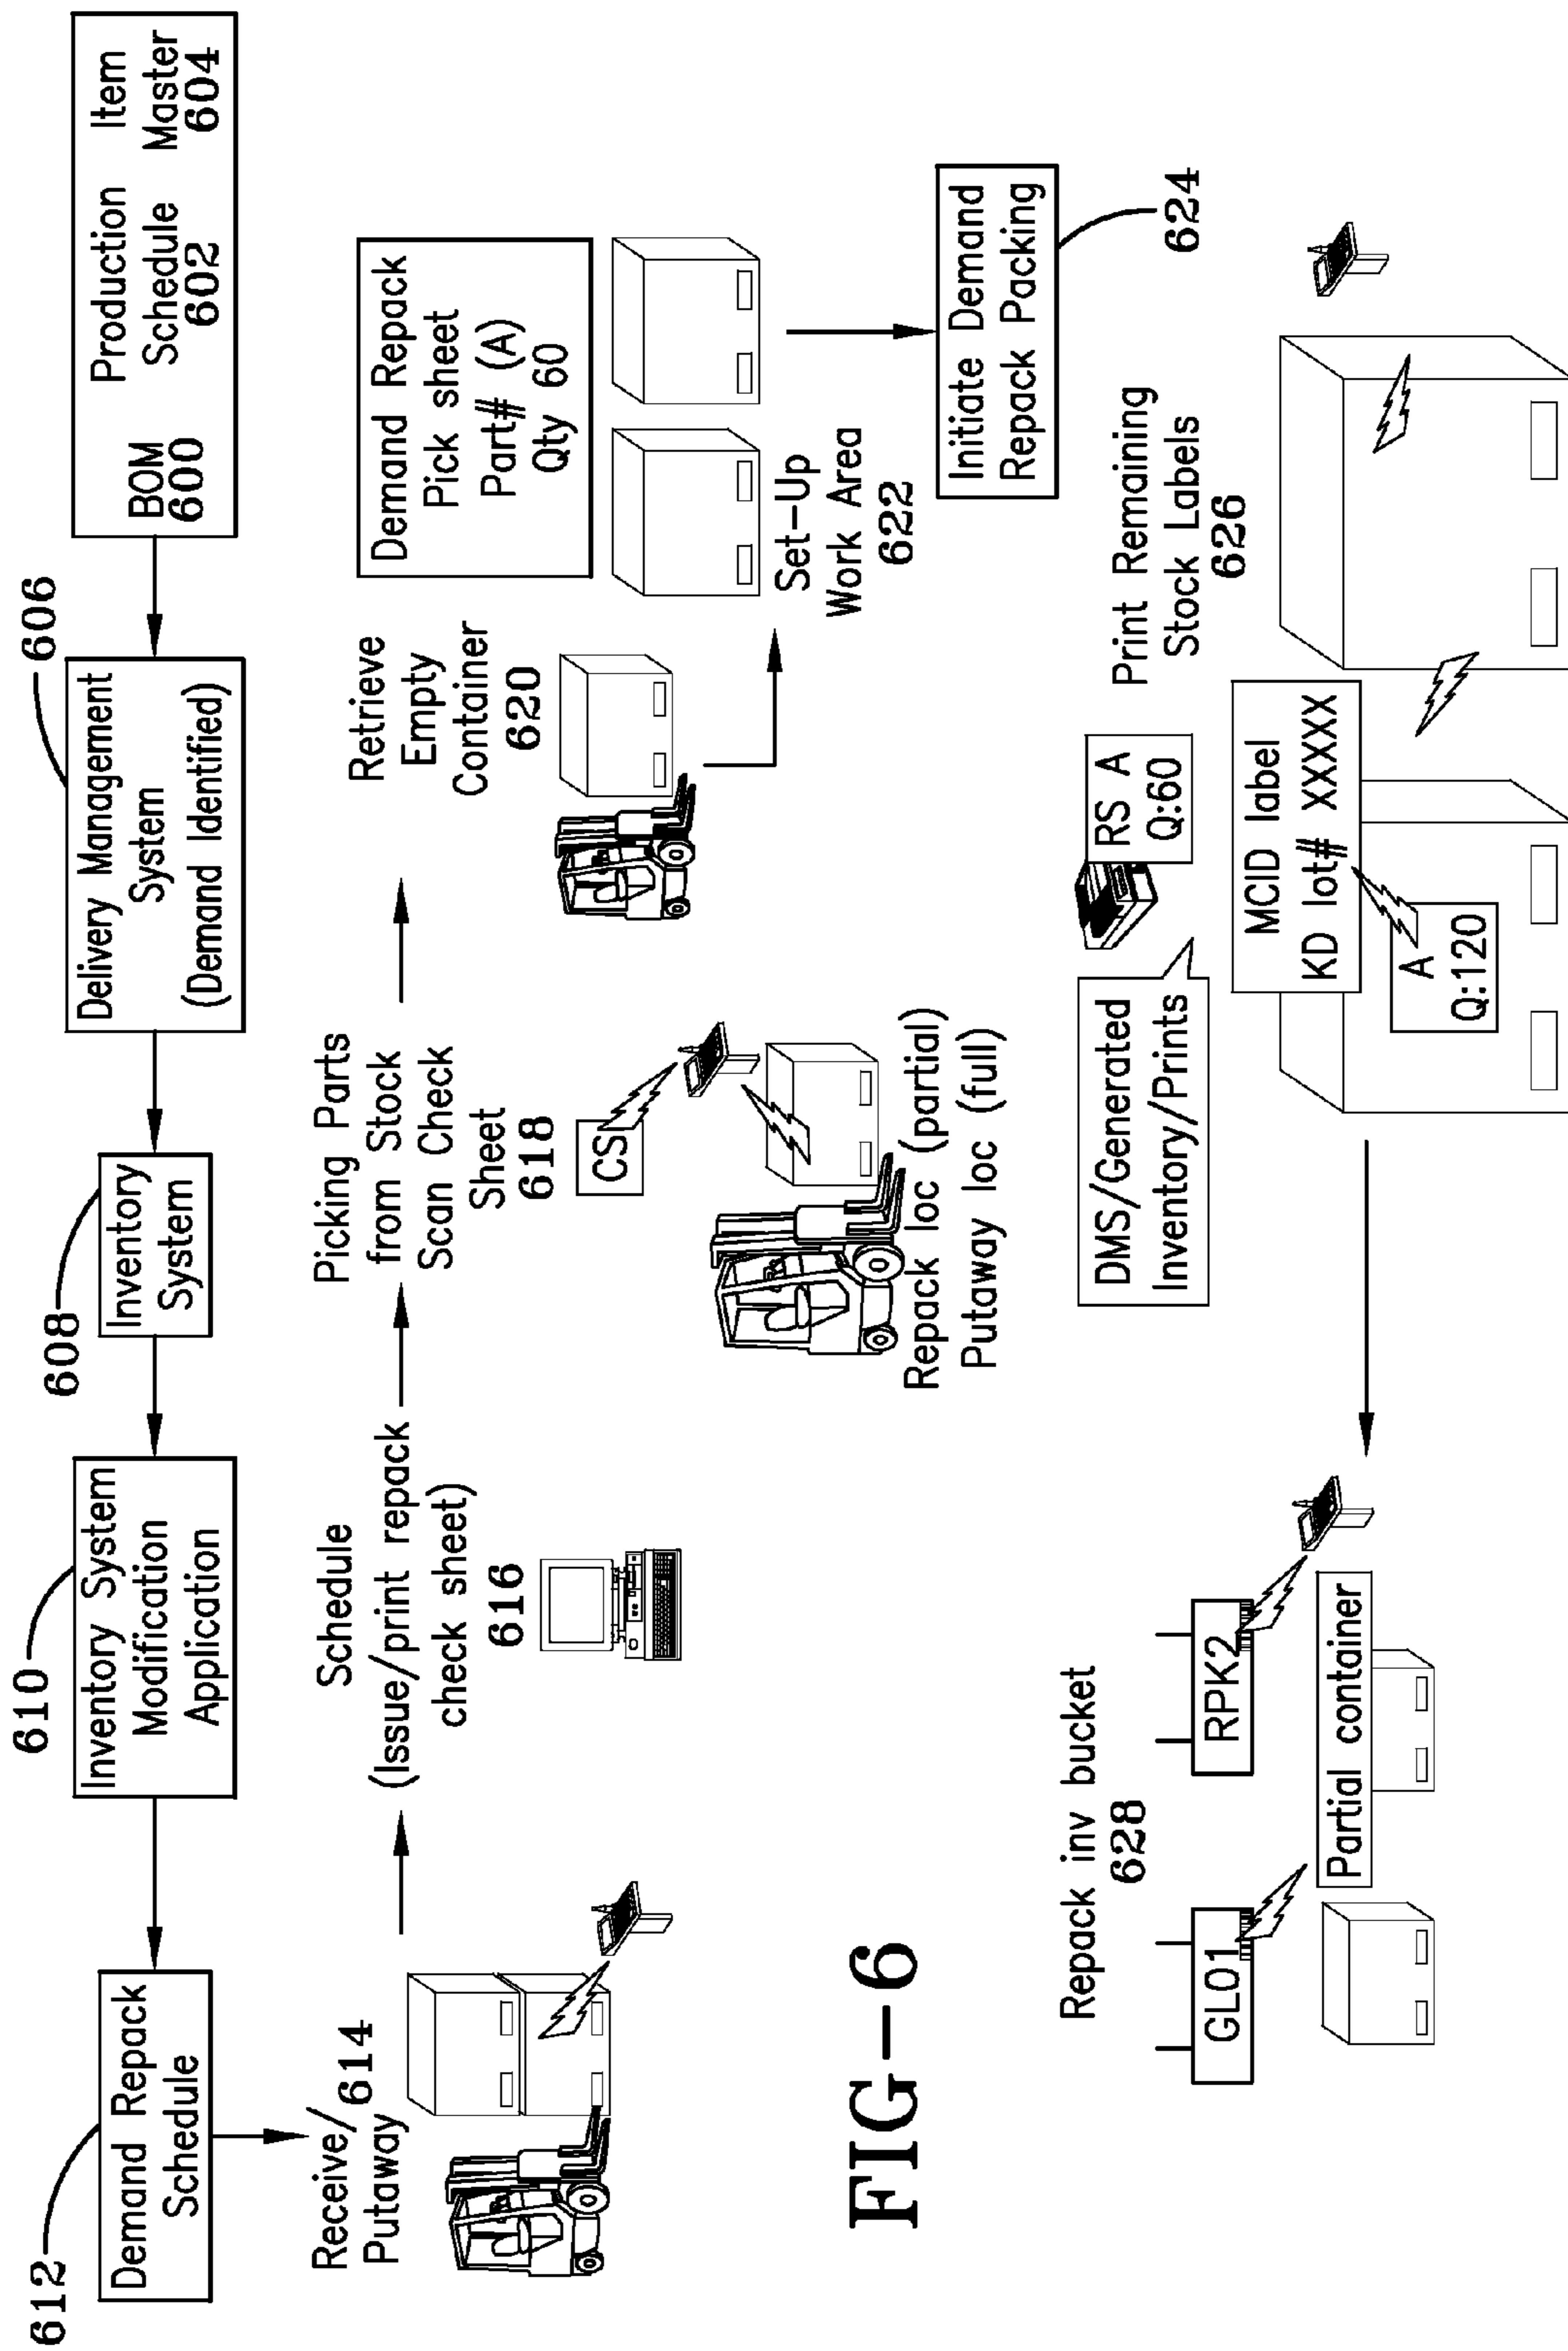 BOM
600
Production
Schedule
602
Item
Master
604
606
Delivery Management
System
(Demand Identified)
608
Inventory
System
610
Inventory System
Modification
Application
612
Demand Repack
Schedule
Receive/
Putaway
614
Schedule
(Issue/print repack
check sheet)
616
Picking Parts
from Stock
Scan Check
Sheet
618
CS
Repack loc (partial)
Putaway loc (full)
Retrieve
Empty
Container
620
Demand Repack
Pick sheet
Part# (A)
Qty 60
Set-Up
Work Area
622
Initiate Demand
Repack Packing
624
Print Remaining
Stock Labels
626
RS A
Q:60
DMS/Generated
Inventory/Prints
MCID label
KD lot# XXXXX
A
Q:120
Repack inv bucket
628
GL01
RPK2
Partial container
FIG-6